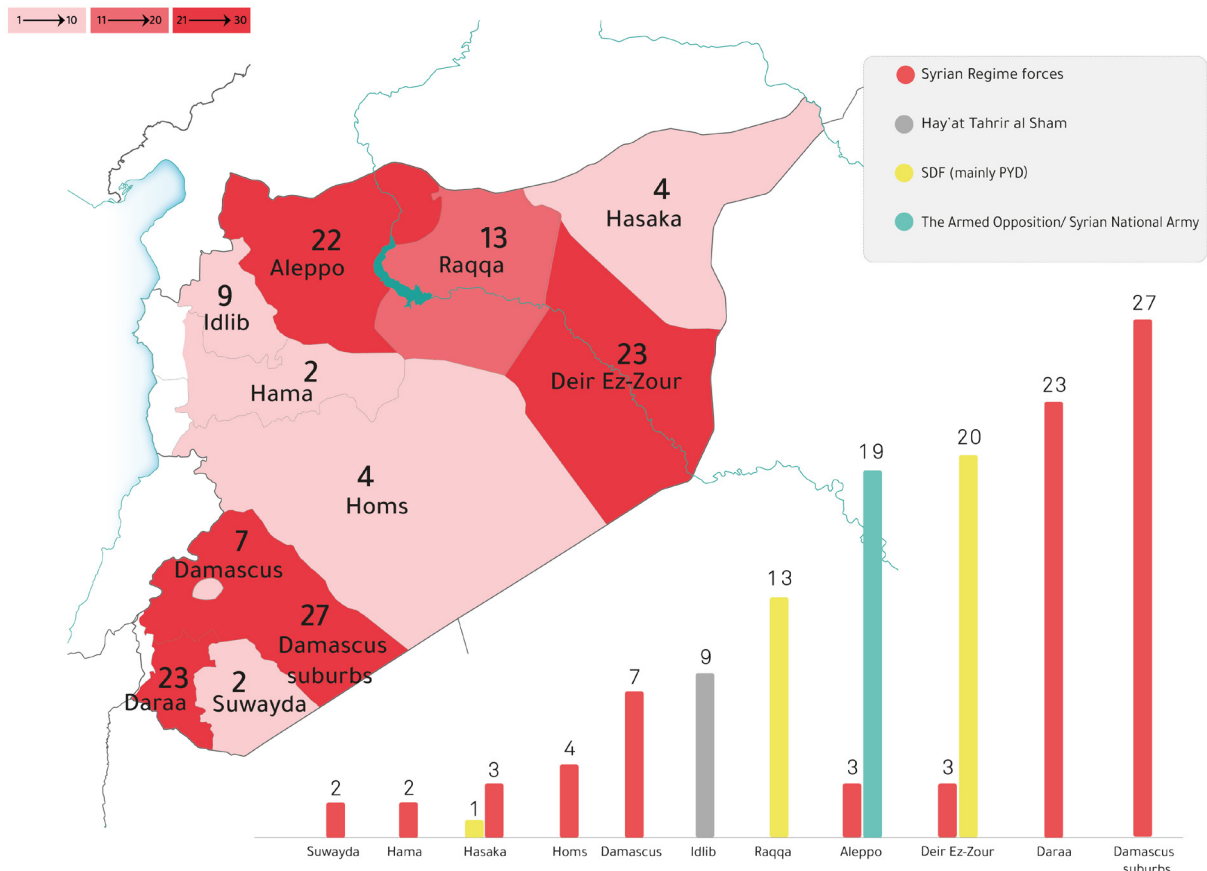 1 10
11 20
21 30
Syrian Regime forces
Hay`at Tahrir al Sham
SDF (mainly PYD)
The Armed Opposition/ Syrian National Army
4
Hasaka
22
Aleppo
13
Raqqa
9
Idlib
2
Hama
23
Deir Ez-Zour
4
Homs
7
Damascus
27
Damascus
suburbs
23
Daraa
2
Suwayda
2
2
1
3
4
7
9
13
3
19
3
20
23
27
Suwayda
Hama
Hasaka
Homs
Damascus
Idlib
Raqqa
Aleppo
Deir Ez-Zour
Daraa
Damascus
suburbs